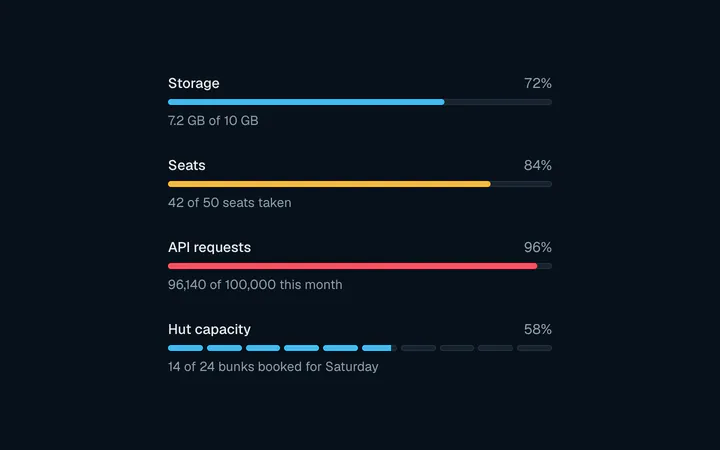 Storage 72%
7.2 GB of 10 GB
Seats 84%
42 of 50 seats taken
API requests 96%
96,140 of 100,000 this month
Hut capacity 58%
14 of 24 bunks booked for Saturday